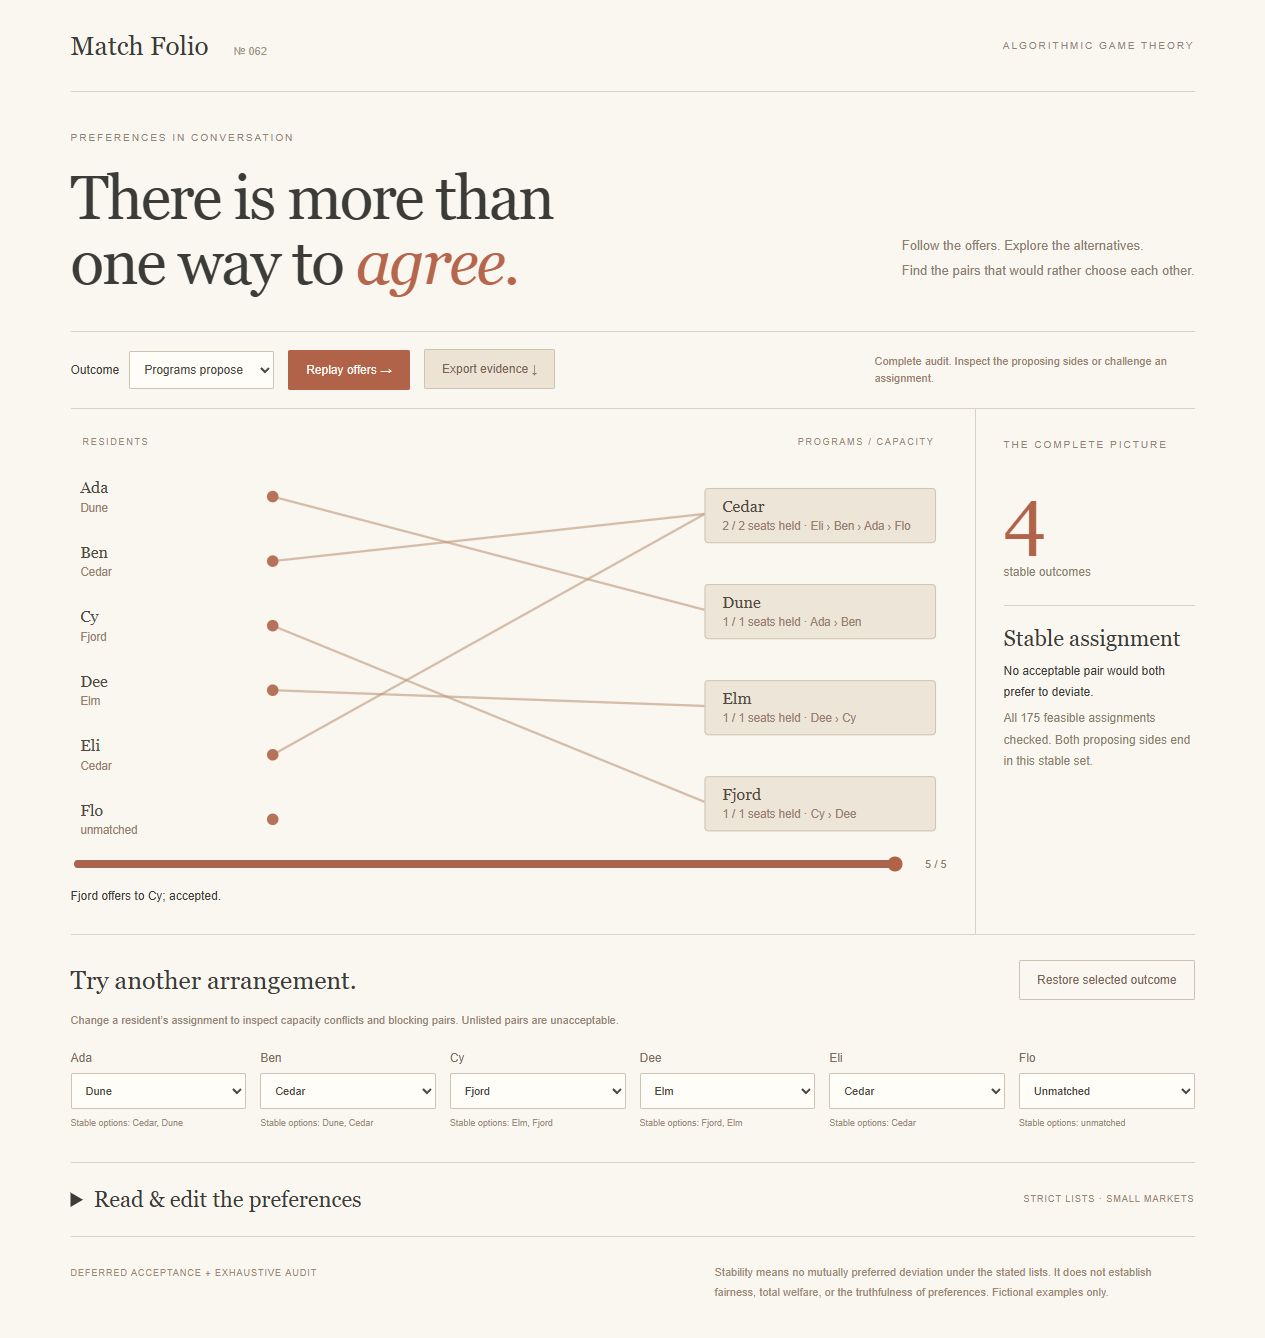 Match Folio
№ 062
ALGORITHMIC GAME THEORY
PREFERENCES IN CONVERSATION
There is more than
one way to agree.
Follow the offers. Explore the alternatives.
Find the pairs that would rather choose each other.
Outcome
Programs propose
Replay offers →
Export evidence ↓
Complete audit. Inspect the proposing sides or challenge an
assignment.
RESIDENTS
PROGRAMS / CAPACITY
Ada
Dune
Ben
Cedar
Cy
Fjord
Dee
Elm
Eli
Cedar
Flo
unmatched
Cedar
2 / 2 seats held · Eli › Ben › Ada › Flo
Dune
1 / 1 seats held · Ada › Ben
Elm
1 / 1 seats held · Dee › Cy
Fjord
1 / 1 seats held · Cy › Dee
5 / 5
Fjord offers to Cy; accepted.
THE COMPLETE PICTURE
4
stable outcomes
Stable assignment
No acceptable pair would both
prefer to deviate.
All 175 feasible assignments
checked. Both proposing sides end
in this stable set.
Try another arrangement.
Restore selected outcome
Change a resident’s assignment to inspect capacity conflicts and blocking pairs. Unlisted pairs are unacceptable.
Ada
Dune
Stable options: Cedar, Dune
Ben
Cedar
Stable options: Dune, Cedar
Cy
Fjord
Stable options: Elm, Fjord
Dee
Elm
Stable options: Fjord, Elm
Eli
Cedar
Stable options: Cedar
Flo
Unmatched
Stable options: unmatched
Read & edit the preferences
STRICT LISTS · SMALL MARKETS
DEFERRED ACCEPTANCE + EXHAUSTIVE AUDIT
Stability means no mutually preferred deviation under the stated lists. It does not establish
fairness, total welfare, or the truthfulness of preferences. Fictional examples only.